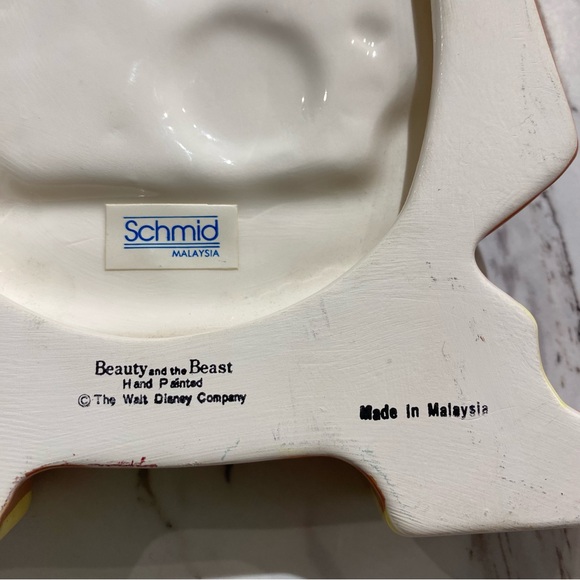 Schmid
MALAYSIA
Beauty and the Beast
Hand Painted
© The Walt Disney Company
Made in Malaysia